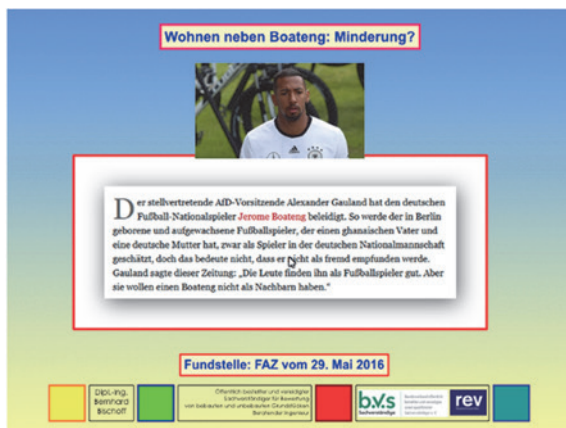 Wohnen neben Boateng: Minderung?
Der stellvertretende AfD-Vorsitzende Alexander Gauland hat den deutschen
Fußball-Nationalspieler Jerome Boateng beleidigt. So werde der in Berlin
geborene und aufgewachsene Fußballspieler, der einen ghanaischen Vater und
eine deutsche Mutter hat, zwar als Spieler in der deutschen Nationalmannschaft
geschätzt, doch das bedeute nicht, dass er nicht als fremd empfunden werde.
Gauland sagte dieser Zeitung: „Die Leute finden ihn als Fußballspieler gut. Aber
sie wollen einen Boateng nicht als Nachbarn haben.“
Fundstelle: FAZ vom 29. Mai 2016
Dipl.-Ing.
Bernhard
Bischoff
Öffentlich bestellter und vereidigter
Sachverständiger für Bewertung
von bebauten und unbebauten Grundstücken
Beratender Ingenieur
b.v.s
Sachverständige
rev